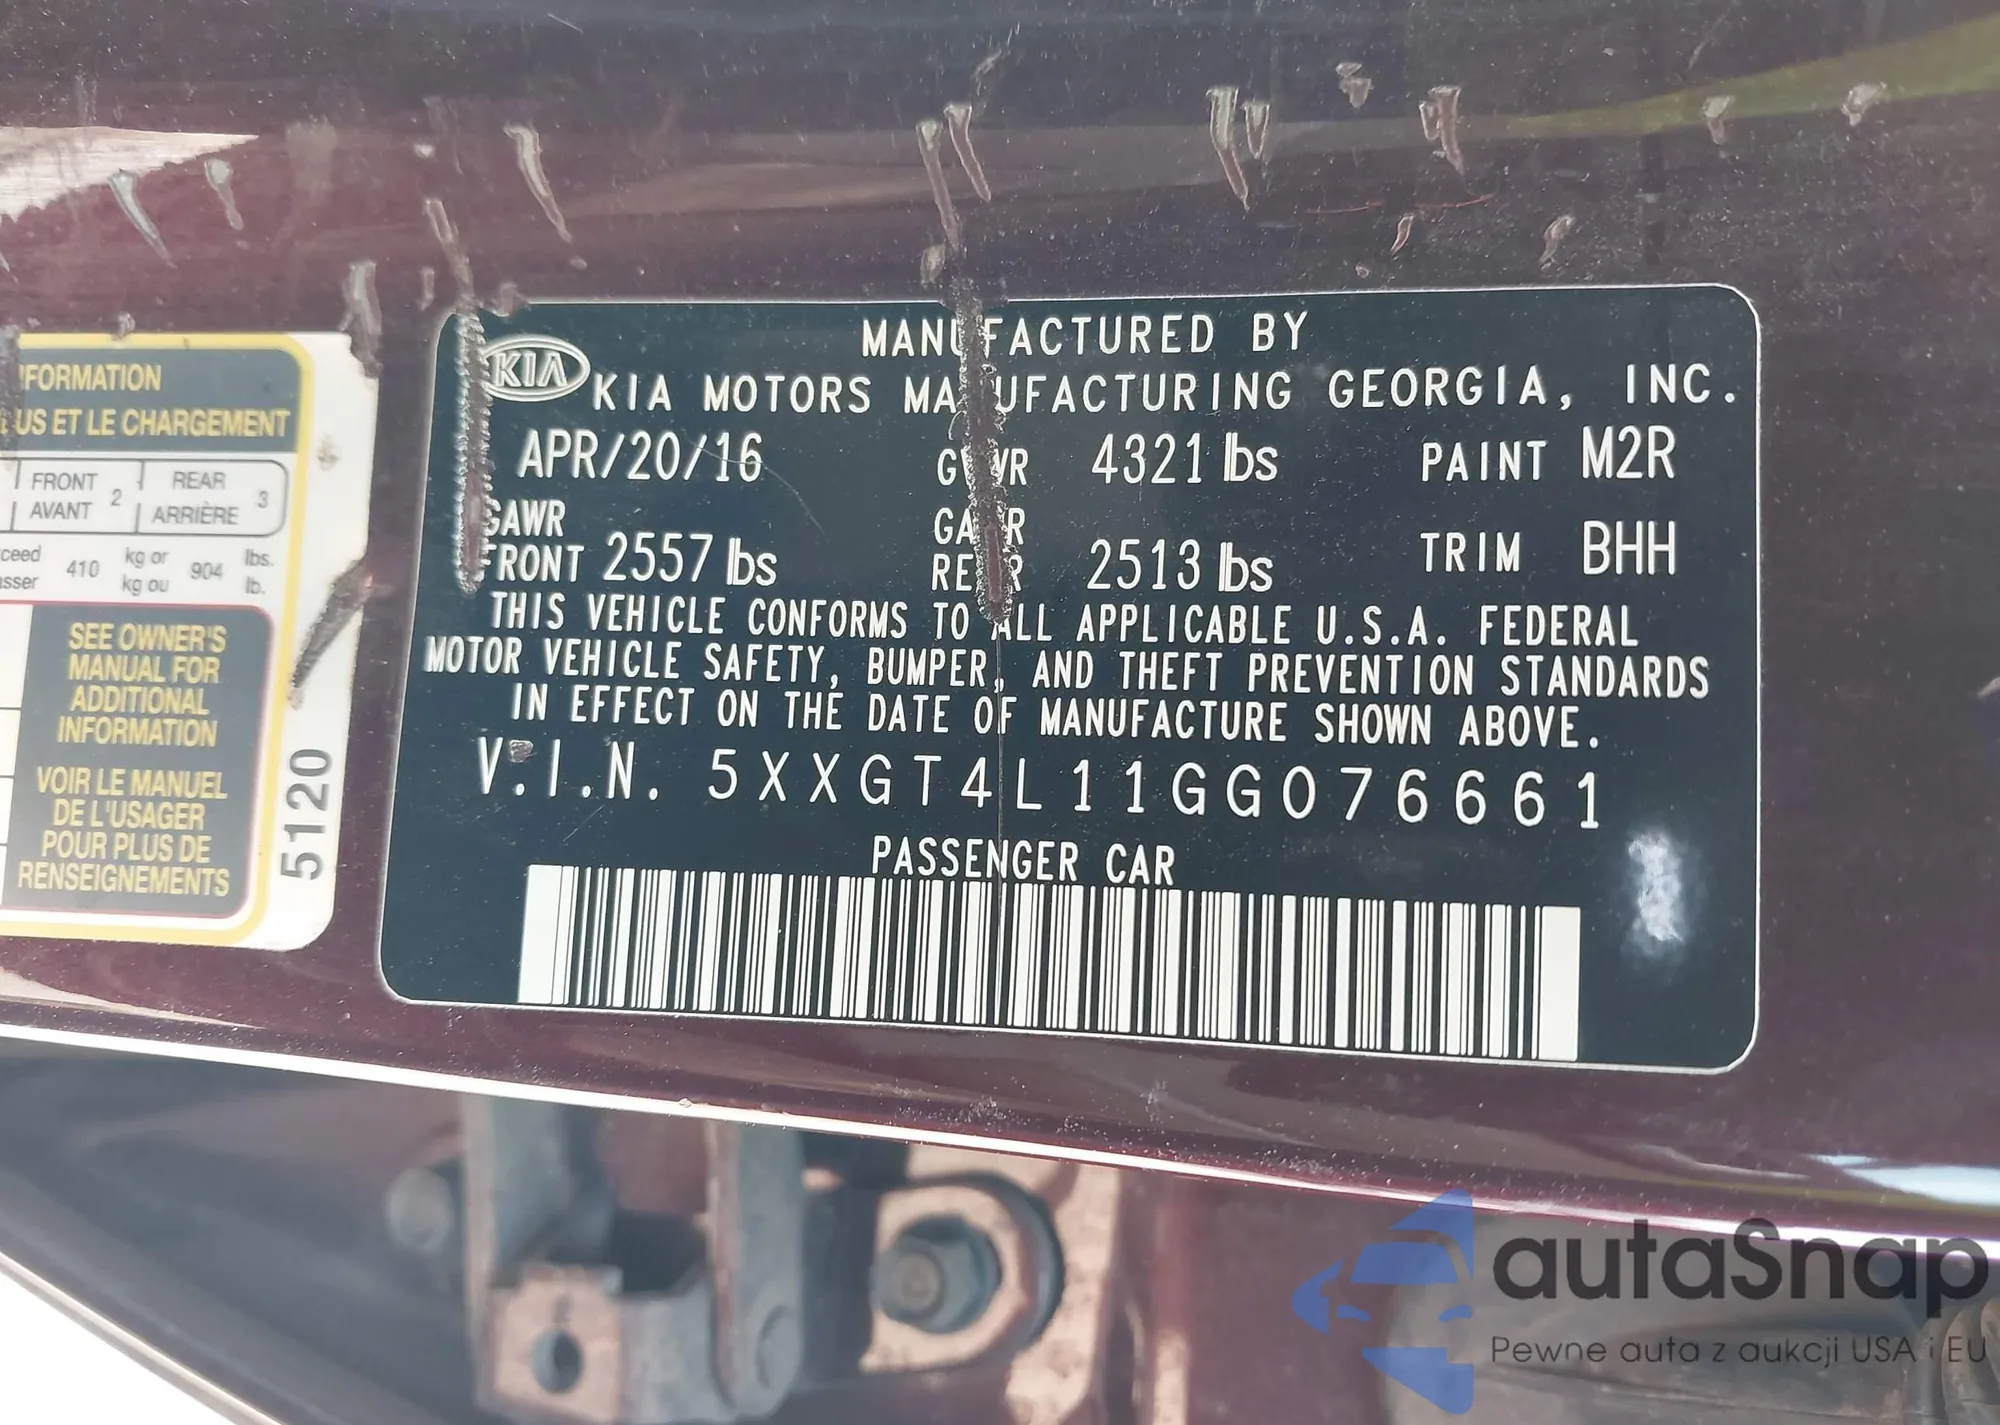 MANUFACTURED BY
KIA
KIA MOTORS MANUFACTURING GEORGIA, INC.
APR/20/16 GVWR 4321 lbs PAINT M2R
GAWR FRONT 2557 lbs GAWR REAR 2513 lbs TRIM BHH
THIS VEHICLE CONFORMS TO ALL APPLICABLE U.S.A. FEDERAL
MOTOR VEHICLE SAFETY, BUMPER, AND THEFT PREVENTION STANDARDS
IN EFFECT ON THE DATE OF MANUFACTURE SHOWN ABOVE.
V.I.N. 5XXGT4L11GG076661
PASSENGER CAR
ET LE CHARGEMENT
FRONT 2 REAR 3
AVANT ARRIÈRE
410 kg or 904 lbs.
kg ou lb.
SEE OWNER'S
MANUAL FOR
ADDITIONAL
INFORMATION
VOIR LE MANUEL
DE L'USAGER
POUR PLUS DE
RENSEIGNEMENTS
5120
autaSnap
Pewne auta z aukcji USA i EU